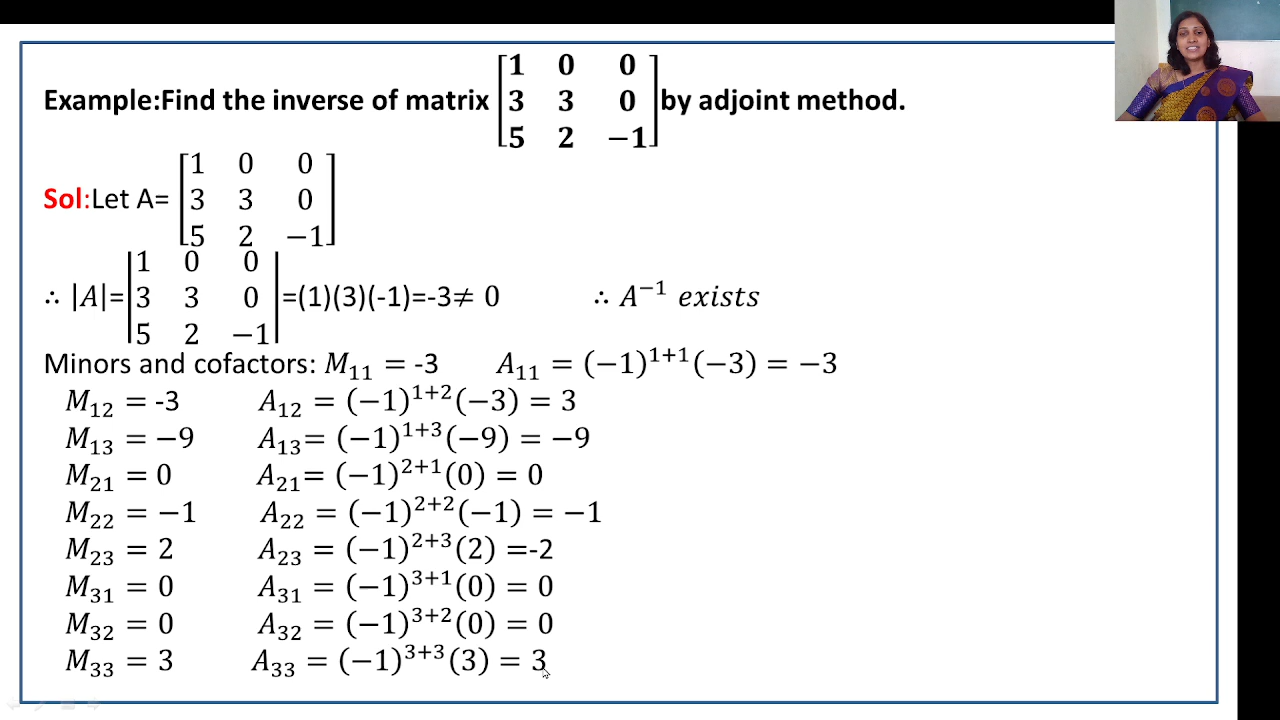 Example:Find the inverse of matrix [1 0 0; 3 3 0; 5 2 −1] by adjoint method.
Sol:Let A= [1 0 0; 3 3 0; 5 2 −1]
∴ |A|= |1 0 0; 3 3 0; 5 2 −1| =(1)(3)(-1)=-3≠ 0 ∴ A⁻¹ exists
Minors and cofactors: M₁₁ = -3 A₁₁ = (−1)¹⁺¹(−3) = −3
M₁₂ = -3 A₁₂ = (−1)¹⁺²(−3) = 3
M₁₃ = −9 A₁₃= (−1)¹⁺³(−9) = −9
M₂₁ = 0 A₂₁= (−1)²⁺¹(0) = 0
M₂₂ = −1 A₂₂ = (−1)²⁺²(−1) = −1
M₂₃ = 2 A₂₃ = (−1)²⁺³(2) =-2
M₃₁ = 0 A₃₁ = (−1)³⁺¹(0) = 0
M₃₂ = 0 A₃₂ = (−1)³⁺²(0) = 0
M₃₃ = 3 A₃₃ = (−1)³⁺³(3) = 3